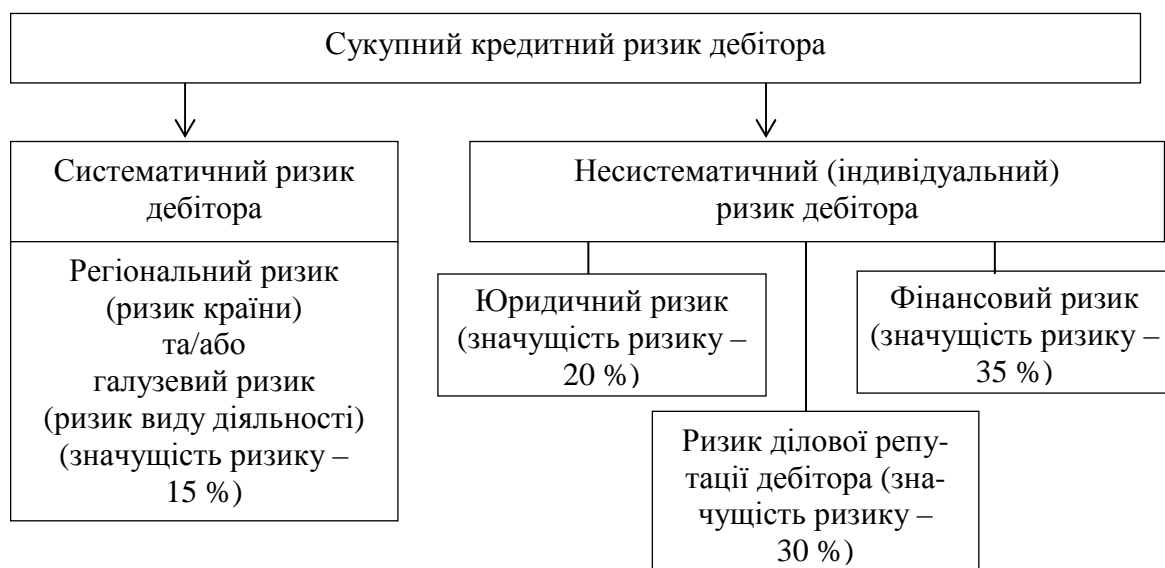 Сукупний кредитний ризик дебітора
Систематичний ризик
дебітора
Регіональний ризик
(ризик країни)
та/або
галузевий ризик
(ризик виду діяльності)
(значущість ризику –
15 %)
Несистематичний (індивідуальний)
ризик дебітора
Юридичний ризик
(значущість ризику –
20 %)
Ризик ділової репу-
тації дебітора (зна-
чущість ризику –
30 %)
Фінансовий ризик
(значущість ризику –
35 %)